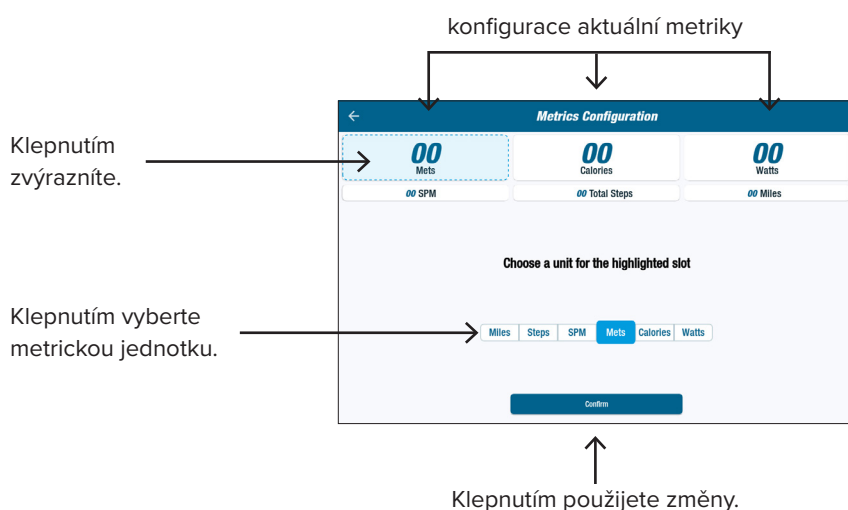 konfigurace aktuální metriky
Metrics Configuration
Klepnutím
zvýrazníte.
00 00 00
Mets Calories Watts
00 SPM 00 Total Steps 00 Miles
Choose a unit for the highlighted slot
Klepnutím vyberte
metrickou jednotku.
Miles Steps SPM Mets Calories Watts
Confirm
Klepnutím použijete změny.